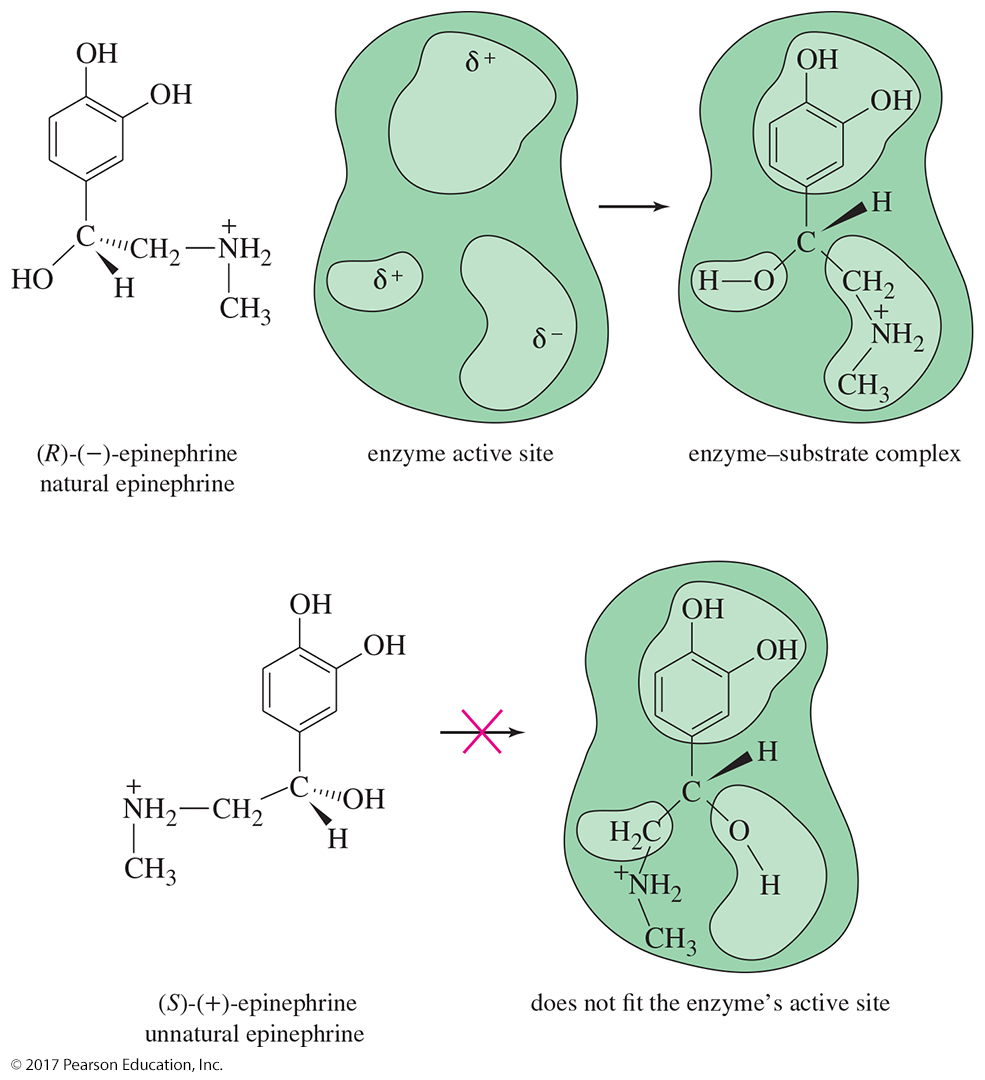 OH
OH
C
CH₂
+
NH₂
HO
H
CH₃
δ+
δ+
δ−
OH
OH
H
C
H—O
CH₂
+
NH₂
CH₃
(R)-(−)-epinephrine
natural epinephrine
enzyme active site
enzyme–substrate complex
OH
OH
+
NH₂
CH₂
C
OH
H
CH₃
OH
OH
H
C
H₂C
O
+
NH₂
H
CH₃
(S)-(+)-epinephrine
unnatural epinephrine
does not fit the enzyme’s active site
© 2017 Pearson Education, Inc.